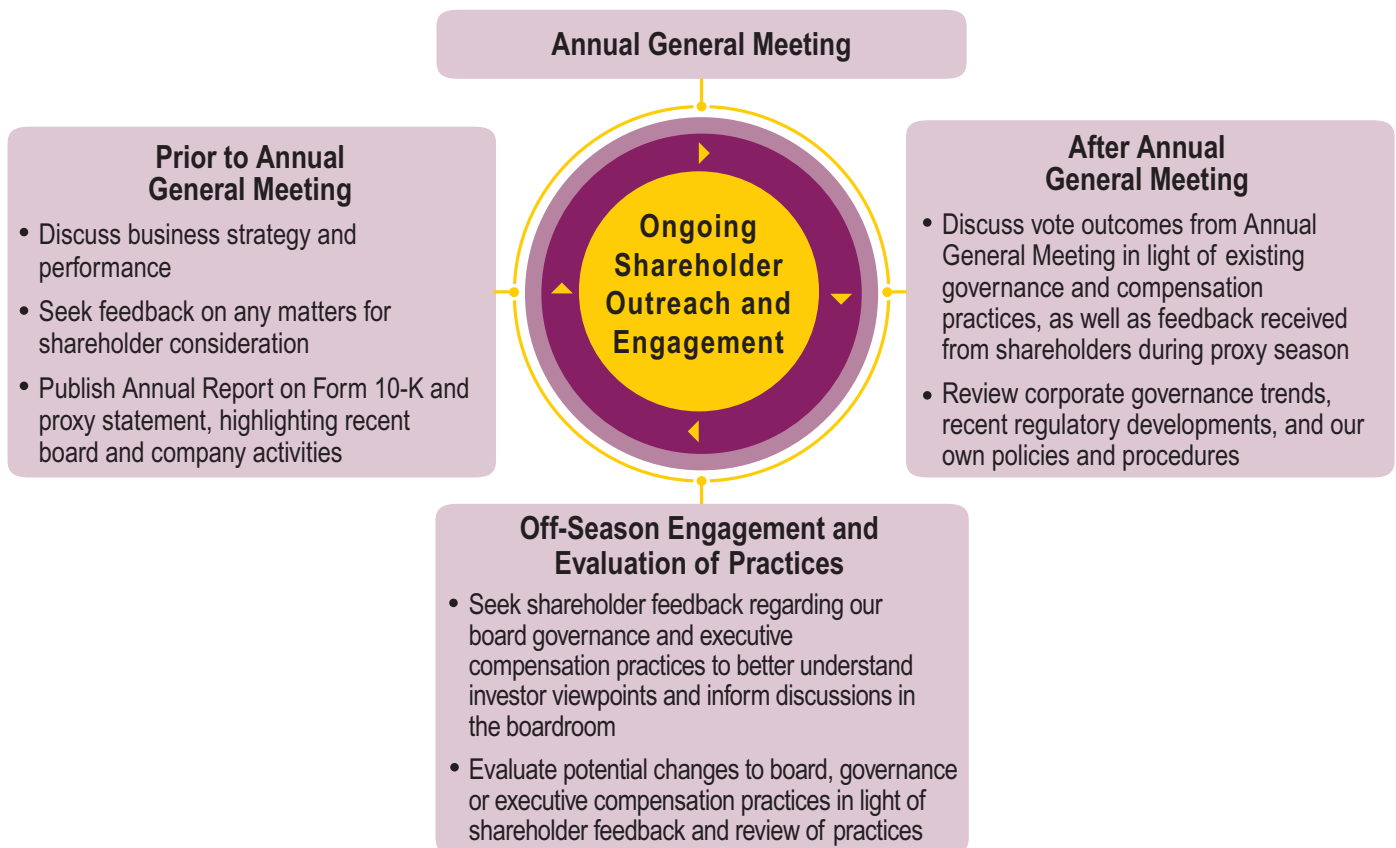 Annual General Meeting
Prior to Annual
General Meeting
• Discuss business strategy and
performance
• Seek feedback on any matters for
shareholder consideration
• Publish Annual Report on Form 10-K and
proxy statement, highlighting recent
board and company activities
Ongoing
Shareholder
Outreach and
Engagement
After Annual
General Meeting
• Discuss vote outcomes from Annual
General Meeting in light of existing
governance and compensation
practices, as well as feedback received
from shareholders during proxy season
• Review corporate governance trends,
recent regulatory developments, and our
own policies and procedures
Off-Season Engagement and
Evaluation of Practices
• Seek shareholder feedback regarding our
board governance and executive
compensation practices to better understand
investor viewpoints and inform discussions in
the boardroom
• Evaluate potential changes to board, governance
or executive compensation practices in light of
shareholder feedback and review of practices